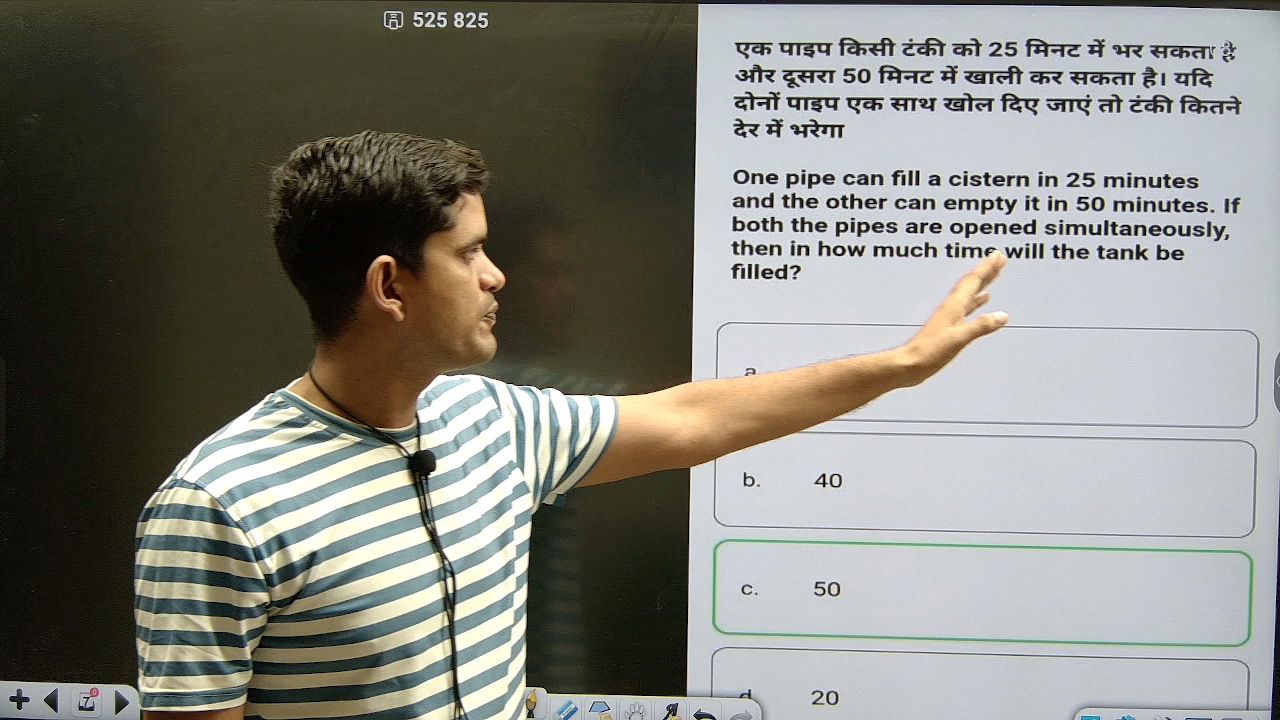 525 825
एक पाइप किसी टंकी को 25 मिनट में भर सकता है
और दूसरा 50 मिनट में खाली कर सकता है। यदि
दोनों पाइप एक साथ खोल दिए जाएं तो टंकी कितने
देर में भरेगा
One pipe can fill a cistern in 25 minutes
and the other can empty it in 50 minutes. If
both the pipes are opened simultaneously,
then in how much time will the tank be
filled?
a
b. 40
c. 50
d 20